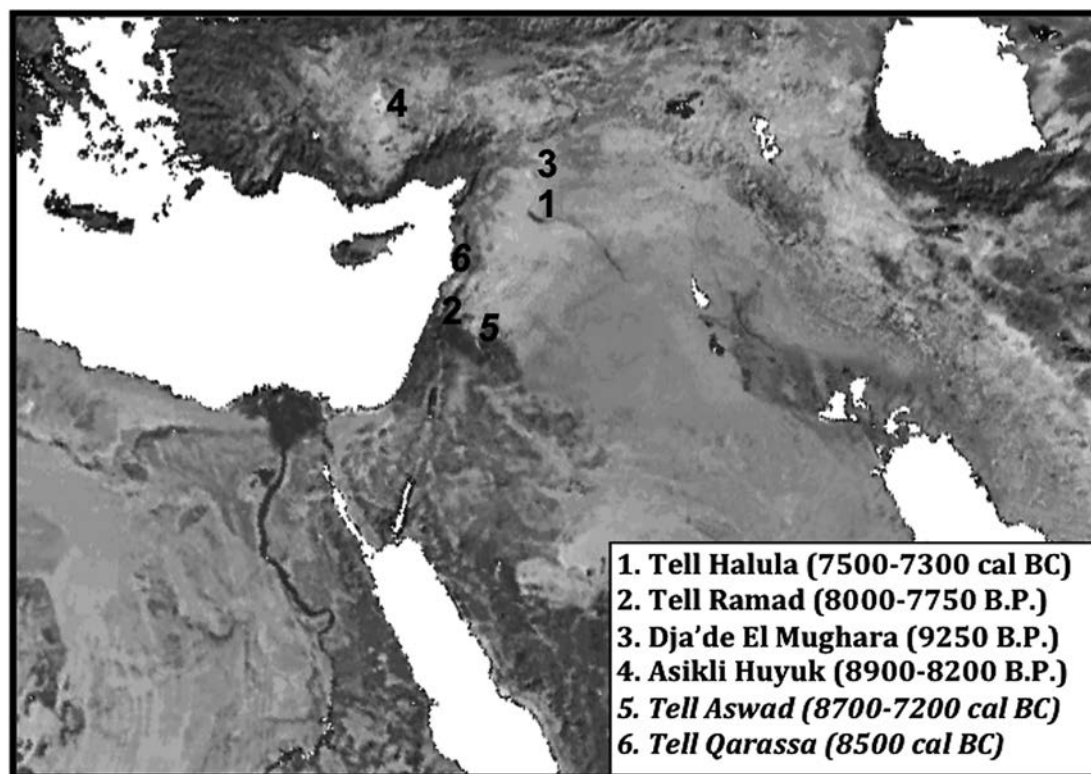 4
3
1
6
2
5
1. Tell Halula (7500-7300 cal BC)
2. Tell Ramad (8000-7750 B.P.)
3. Dja’de El Mughara (9250 B.P.)
4. Asikli Huyuk (8900-8200 B.P.)
5. Tell Aswad (8700-7200 cal BC)
6. Tell Qarassa (8500 cal BC)